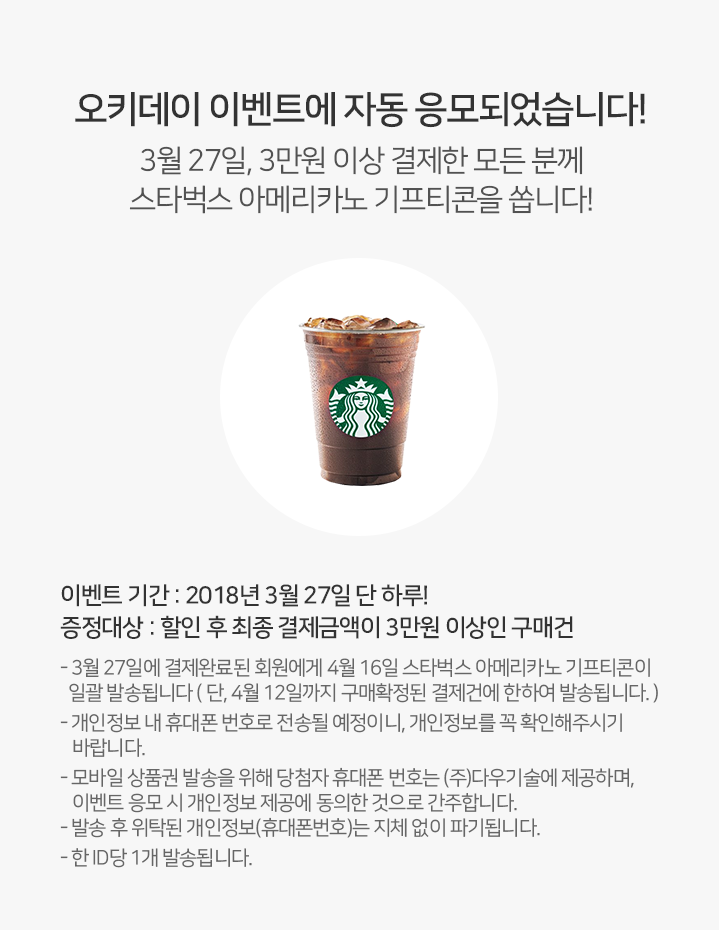 오키데이 이벤트에 자동 응모되었습니다!
3월 27일, 3만원 이상 결제한 모든 분께
스타벅스 아메리카노 기프티콘을 쏩니다!
이벤트 기간 : 2018년 3월 27일 단 하루!
증정대상 : 할인 후 최종 결제금액이 3만원 이상인 구매건
- 3월 27일에 결제완료된 회원에게 4월 16일 스타벅스 아메리카노 기프티콘이
일괄 발송됩니다 ( 단, 4월 12일까지 구매확정된 결제건에 한하여 발송됩니다. )
- 개인정보 내 휴대폰 번호로 전송될 예정이니, 개인정보를 꼭 확인해주시기
바랍니다.
- 모바일 상품권 발송을 위해 당첨자 휴대폰 번호는 (주)다우기술에 제공하며,
이벤트 응모 시 개인정보 제공에 동의한 것으로 간주합니다.
- 발송 후 위탁된 개인정보(휴대폰번호)는 지체 없이 파기됩니다.
- 한 ID당 1개 발송됩니다.